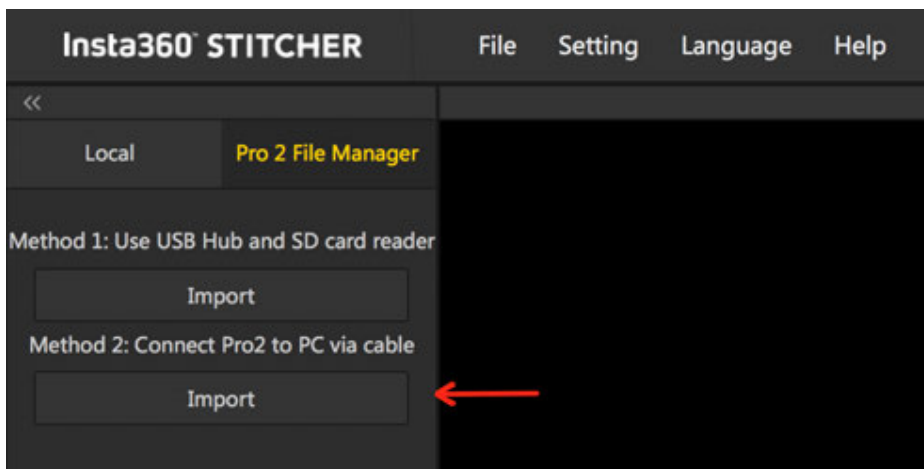 Insta360™ STITCHER File Setting Language Help
«
Local Pro 2 File Manager
Method 1: Use USB Hub and SD card reader
Import
Method 2: Connect Pro2 to PC via cable
Import